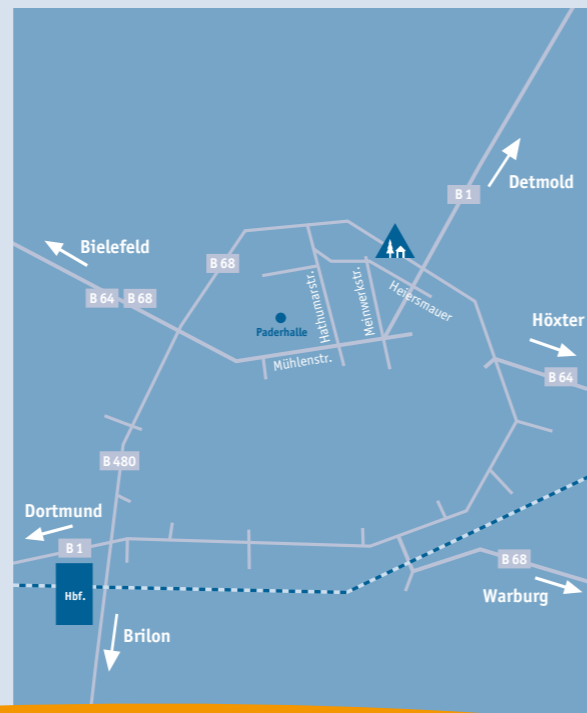 B 1
Detmold
Bielefeld
B 68
B 64
B 68
Hathumarstr.
Meinwerkstr.
Heiersmauer
Paderhalle
Mühlenstr.
Höxter
B 64
B 480
Dortmund
B 1
Hbf.
B 68
Warburg
Brilon